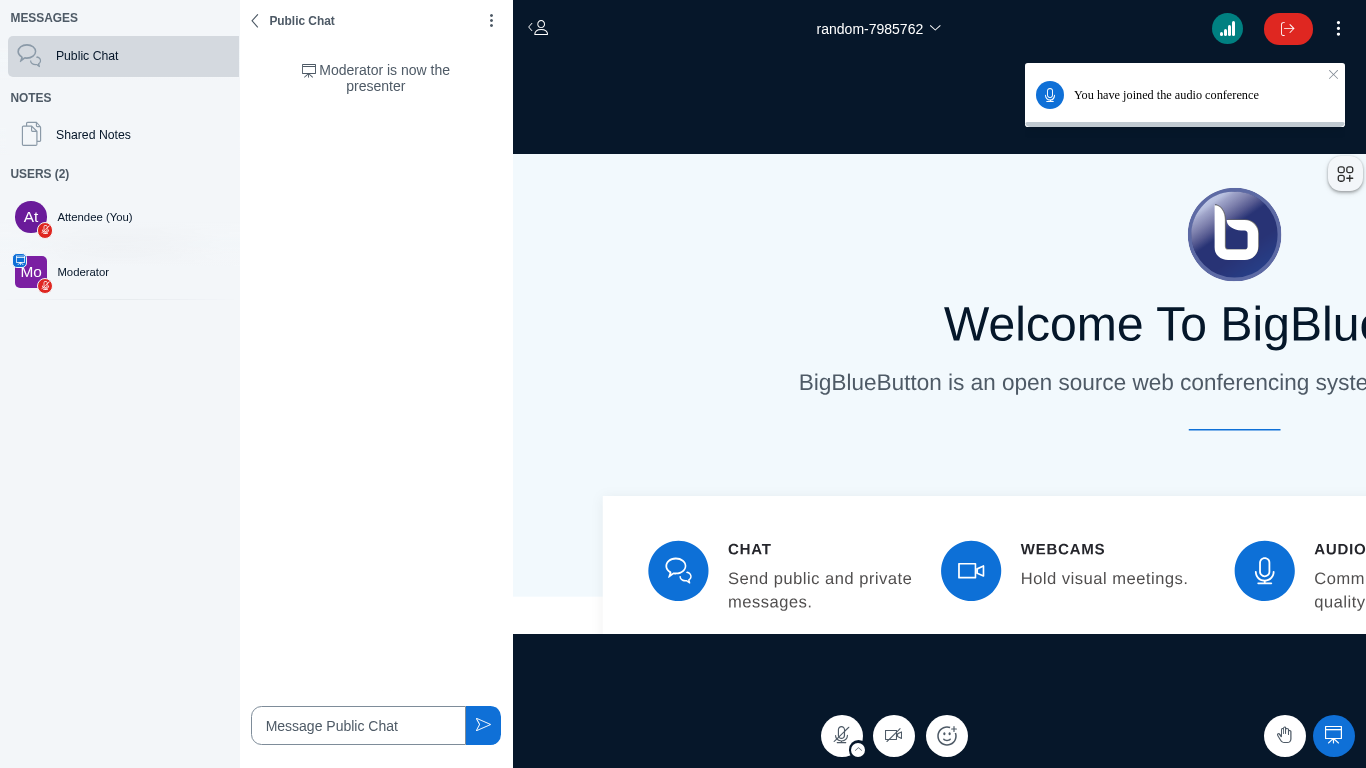 MESSAGES
Public Chat
NOTES
Shared Notes
USERS (2)
At
Attendee (You)
Mo
Moderator
Public Chat
Moderator is now the
presenter
Message Public Chat
random-7985762
You have joined the audio conference
Welcome To BigBlue
BigBlueButton is an open source web conferencing syste
CHAT
Send public and private
messages.
WEBCAMS
Hold visual meetings.
AUDIO
Comm
quality